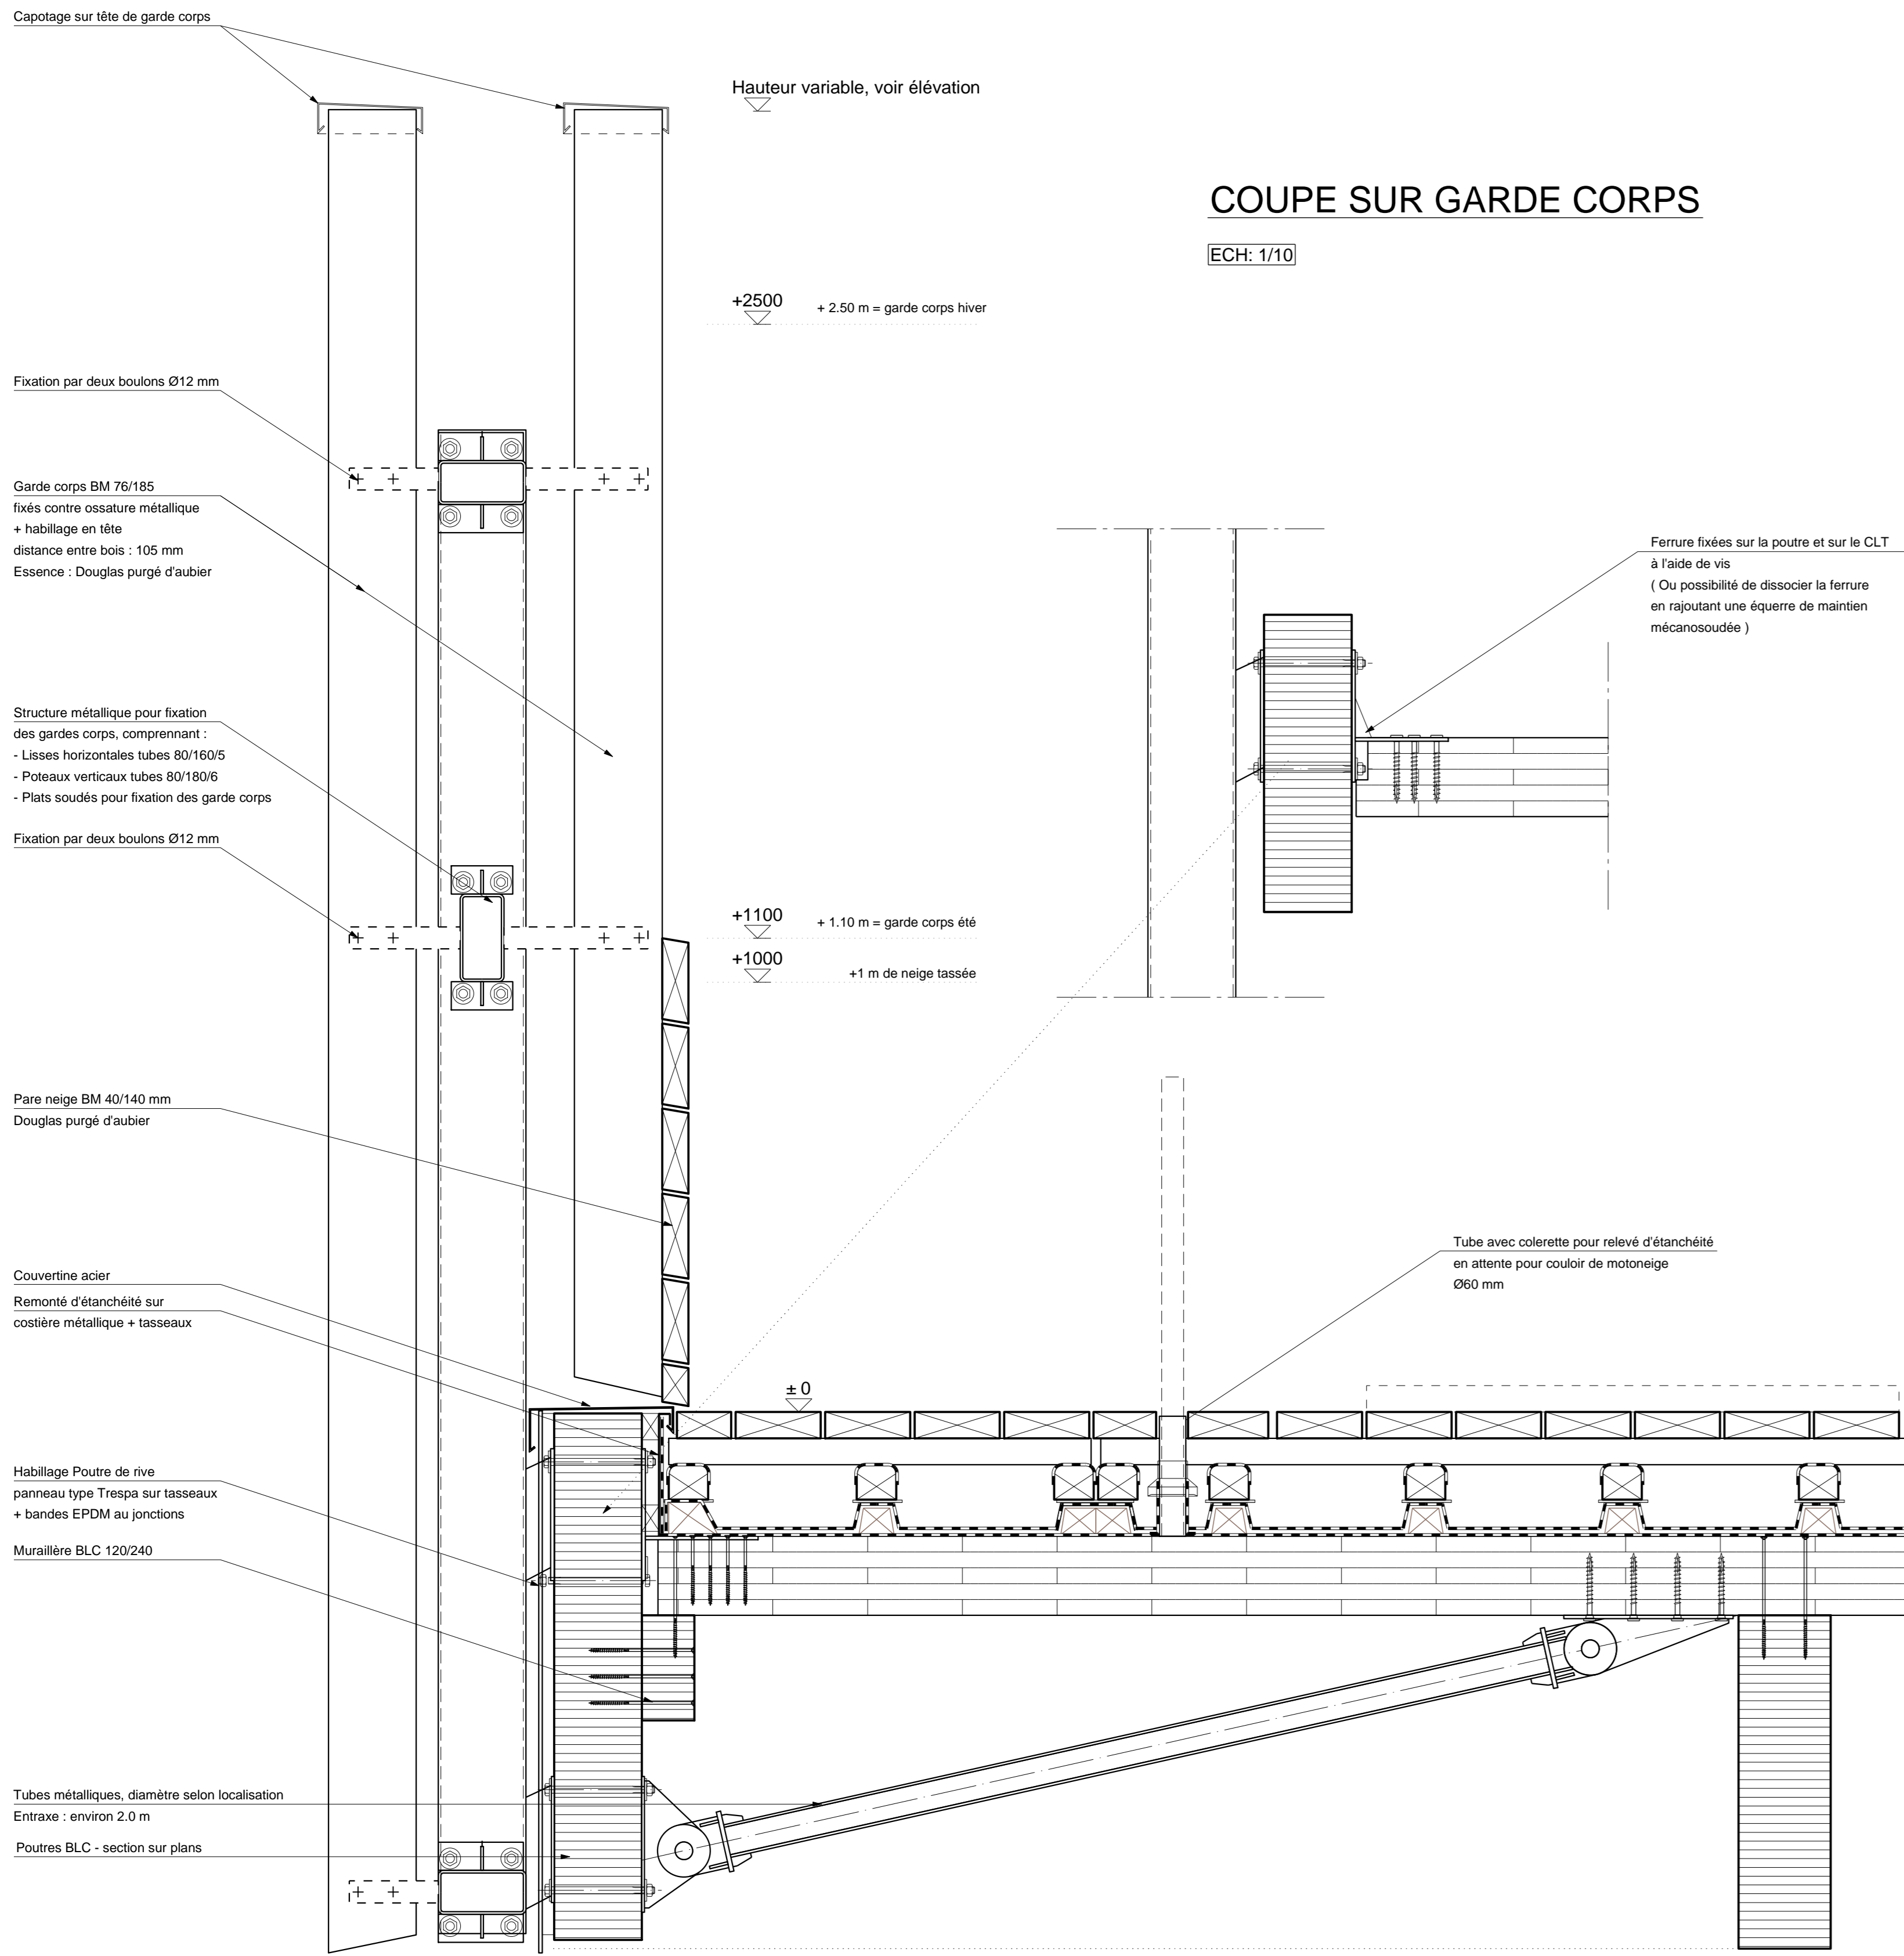 Capotage sur tête de garde corps
Hauteur variable, voir élévation
COUPE SUR GARDE CORPS
ECH: 1/10
+2500
+ 2.50 m = garde corps hiver
Fixation par deux boulons Ø12 mm
Garde corps BM 76/185
fixés contre ossature métallique
+ habillage en tête
distance entre bois : 105 mm
Essence : Douglas purgé d'aubier
Ferrure fixées sur la poutre et sur le CLT
à l'aide de vis
( Ou possibilité de dissocier la ferrure
en rajoutant une équerre de maintien
mécanosoudée )
Structure métallique pour fixation
des gardes corps, comprennant :
- Lisses horizontales tubes 80/160/5
- Poteaux verticaux tubes 80/180/6
- Plats soudés pour fixation des garde corps
Fixation par deux boulons Ø12 mm
+1100
+ 1.10 m = garde corps été
+1000
+1 m de neige tassée
Pare neige BM 40/140 mm
Douglas purgé d'aubier
Tube avec colerette pour relevé d'étanchéité
en attente pour couloir de motoneige
Ø60 mm
Couvertine acier
Remonté d'étanchéité sur
costière métallique + tasseaux
± 0
Habillage Poutre de rive
panneau type Trespa sur tasseaux
+ bandes EPDM au jonctions
Muraillère BLC 120/240
Tubes métalliques, diamètre selon localisation
Entraxe : environ 2.0 m
Poutres BLC - section sur plans